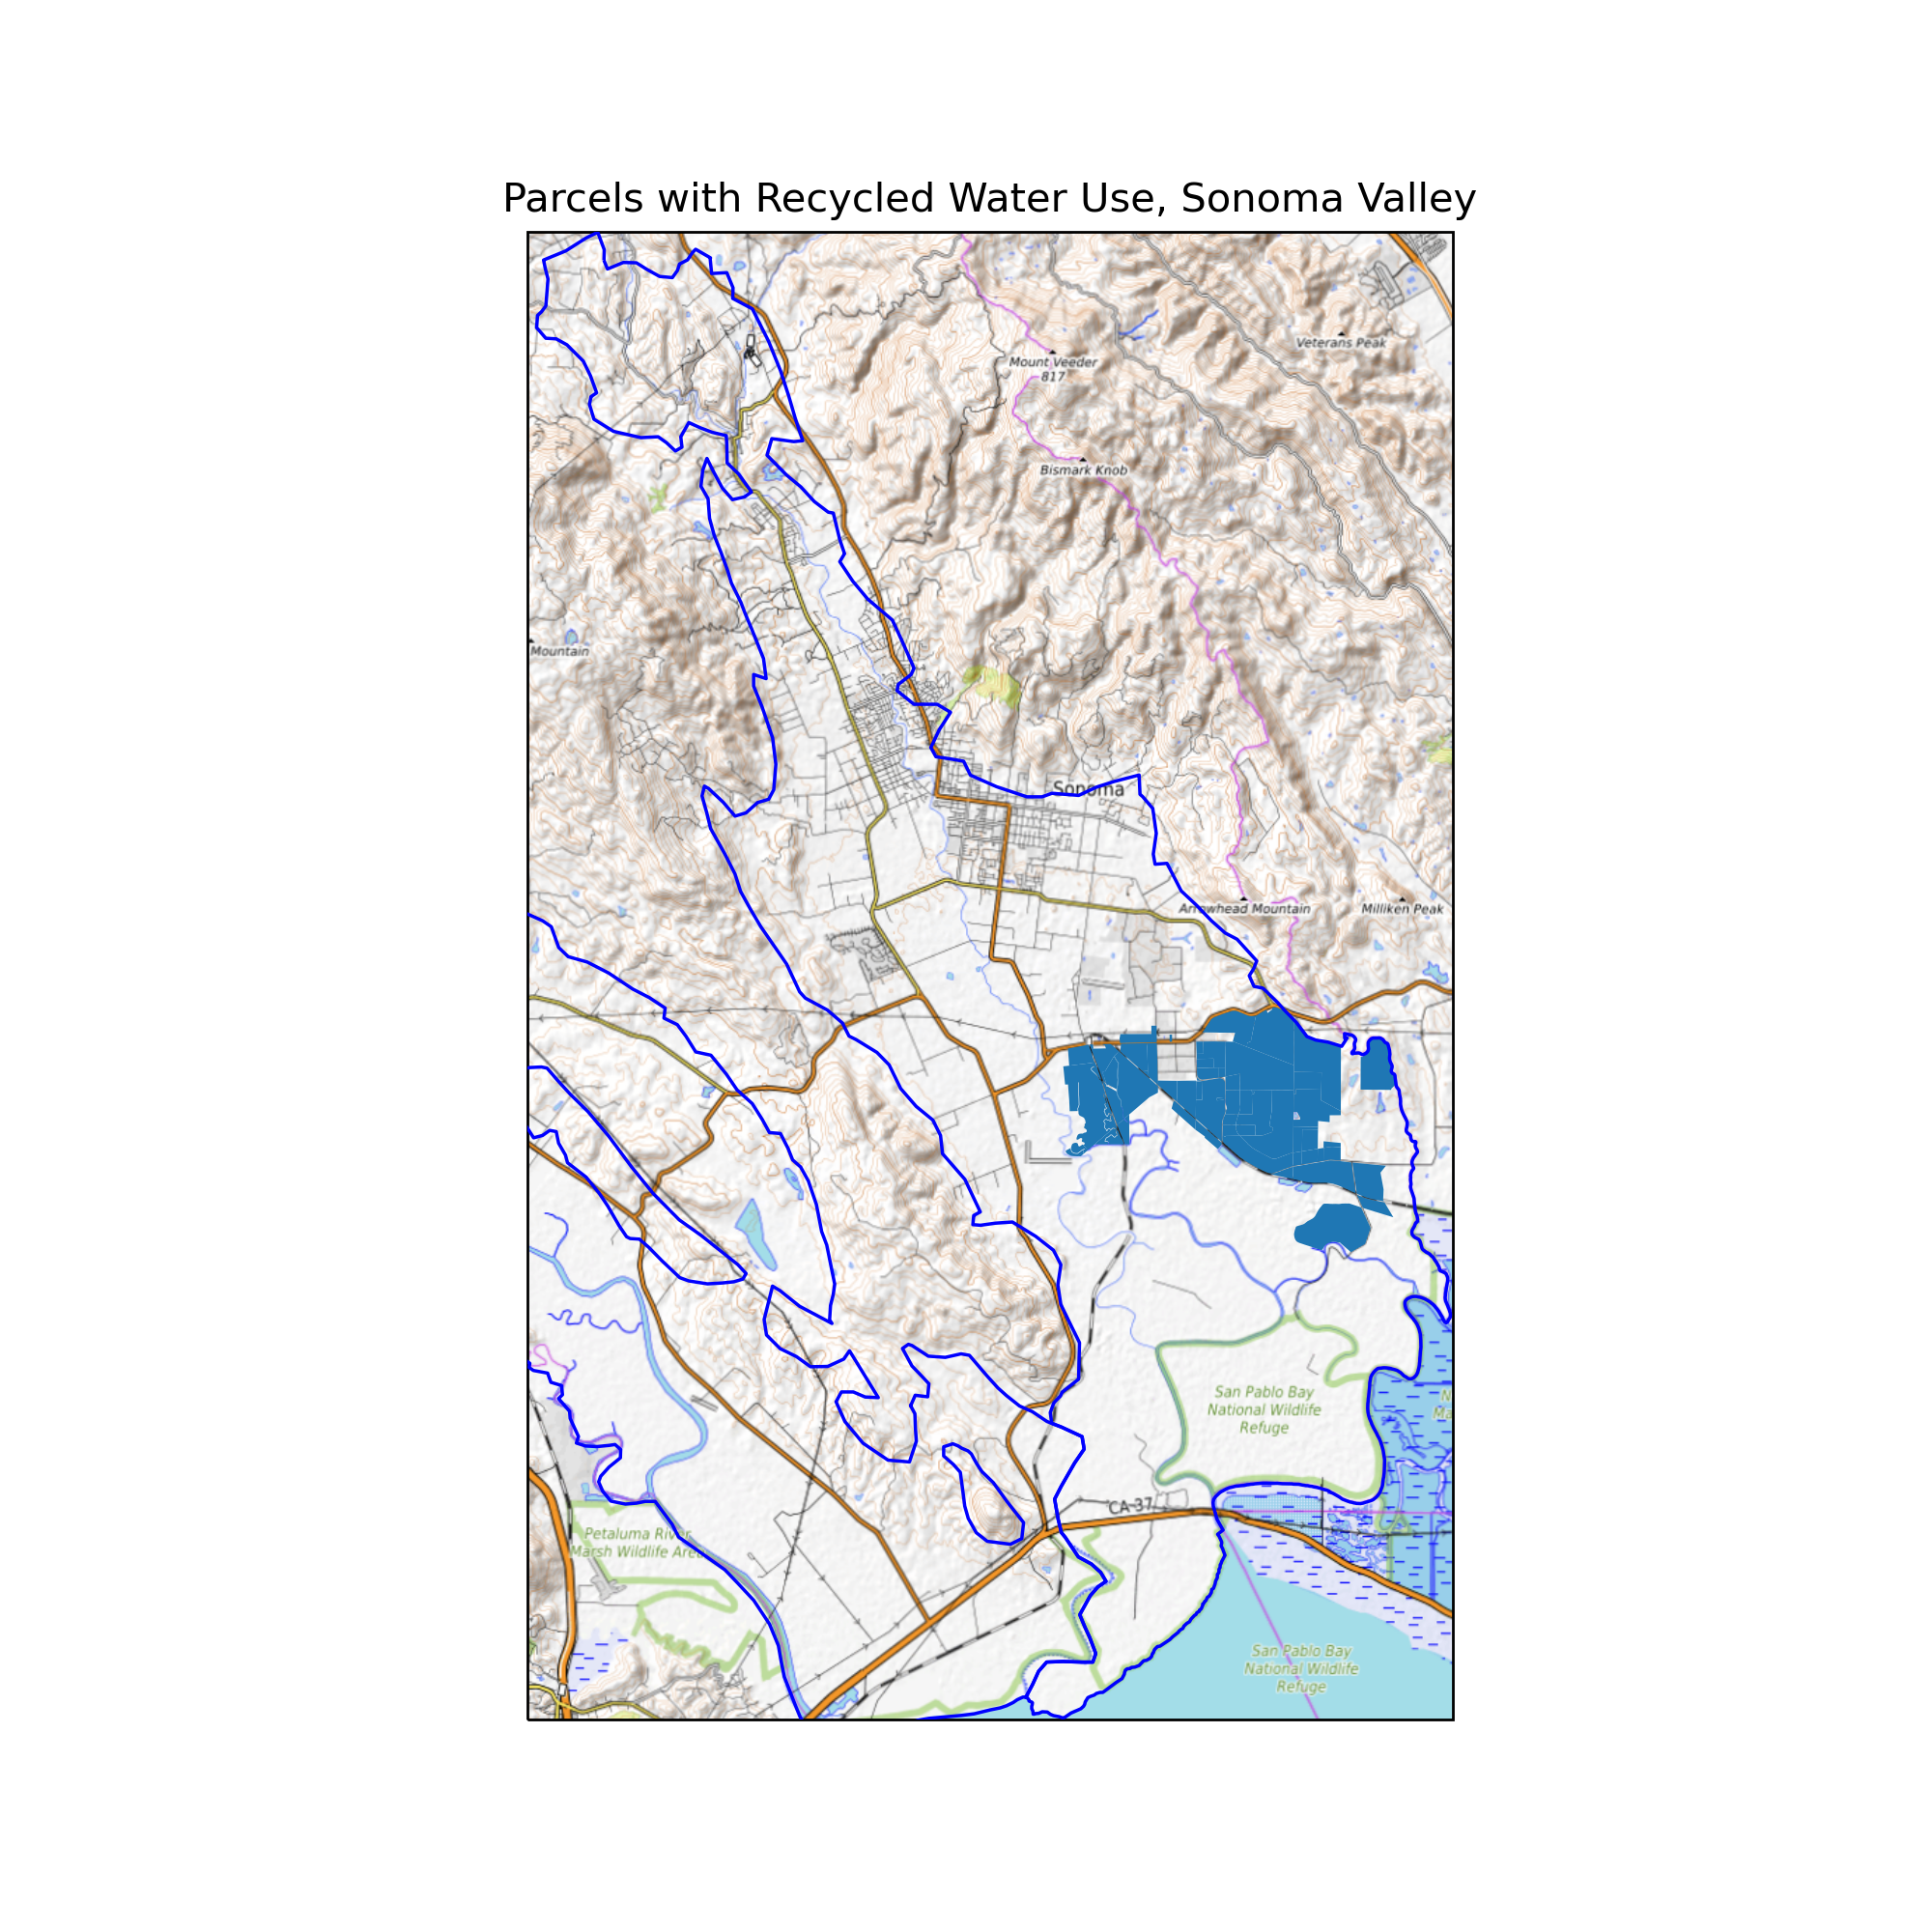 Parcels with Recycled Water Use, Sonoma Valley
Veterans Peak
Mount Veeder
817
Bismark Knob
Mountain
Sonoma
Arrowhead Mountain
Milliken Peak
San Pablo Bay
National Wildlife
Refuge
N
Ma
CA-37
Petaluma River
Marsh Wildlife Area
San Pablo Bay
National Wildlife
Refuge